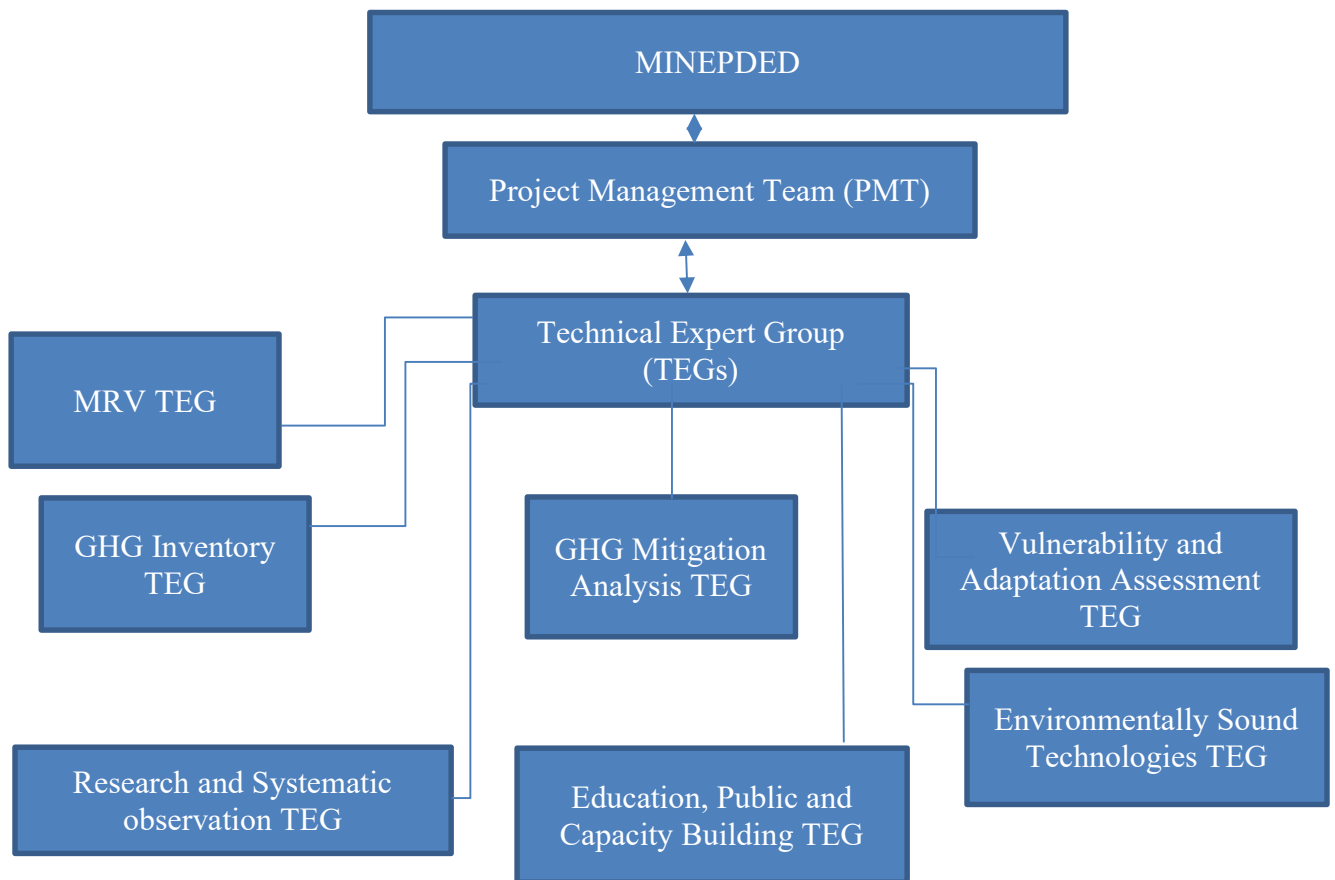 MINEPDED
Project Management Team (PMT)
Technical Expert Group
(TEGs)
MRV TEG
GHG Inventory
TEG
GHG Mitigation
Analysis TEG
Vulnerability and
Adaptation Assessment
TEG
Environmentally Sound
Technologies TEG
Research and Systematic
observation TEG
Education, Public and
Capacity Building TEG